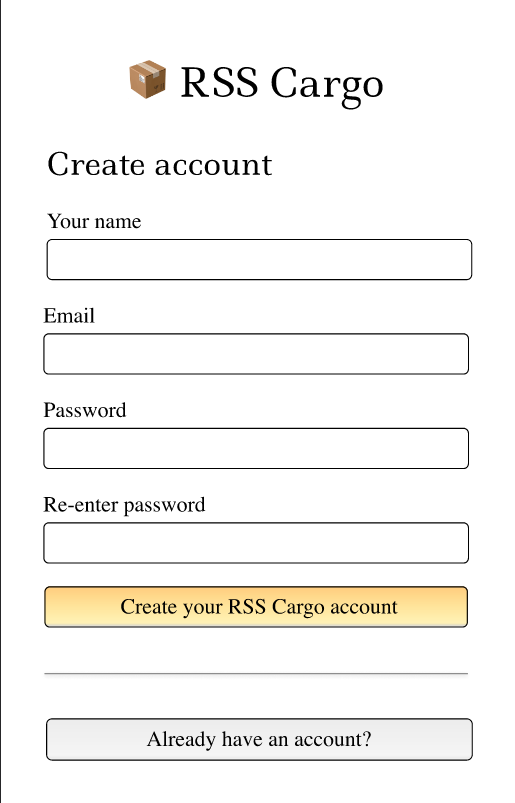 RSS Cargo
Create account
Your name
Email
Password
Re-enter password
Create your RSS Cargo account
Already have an account?